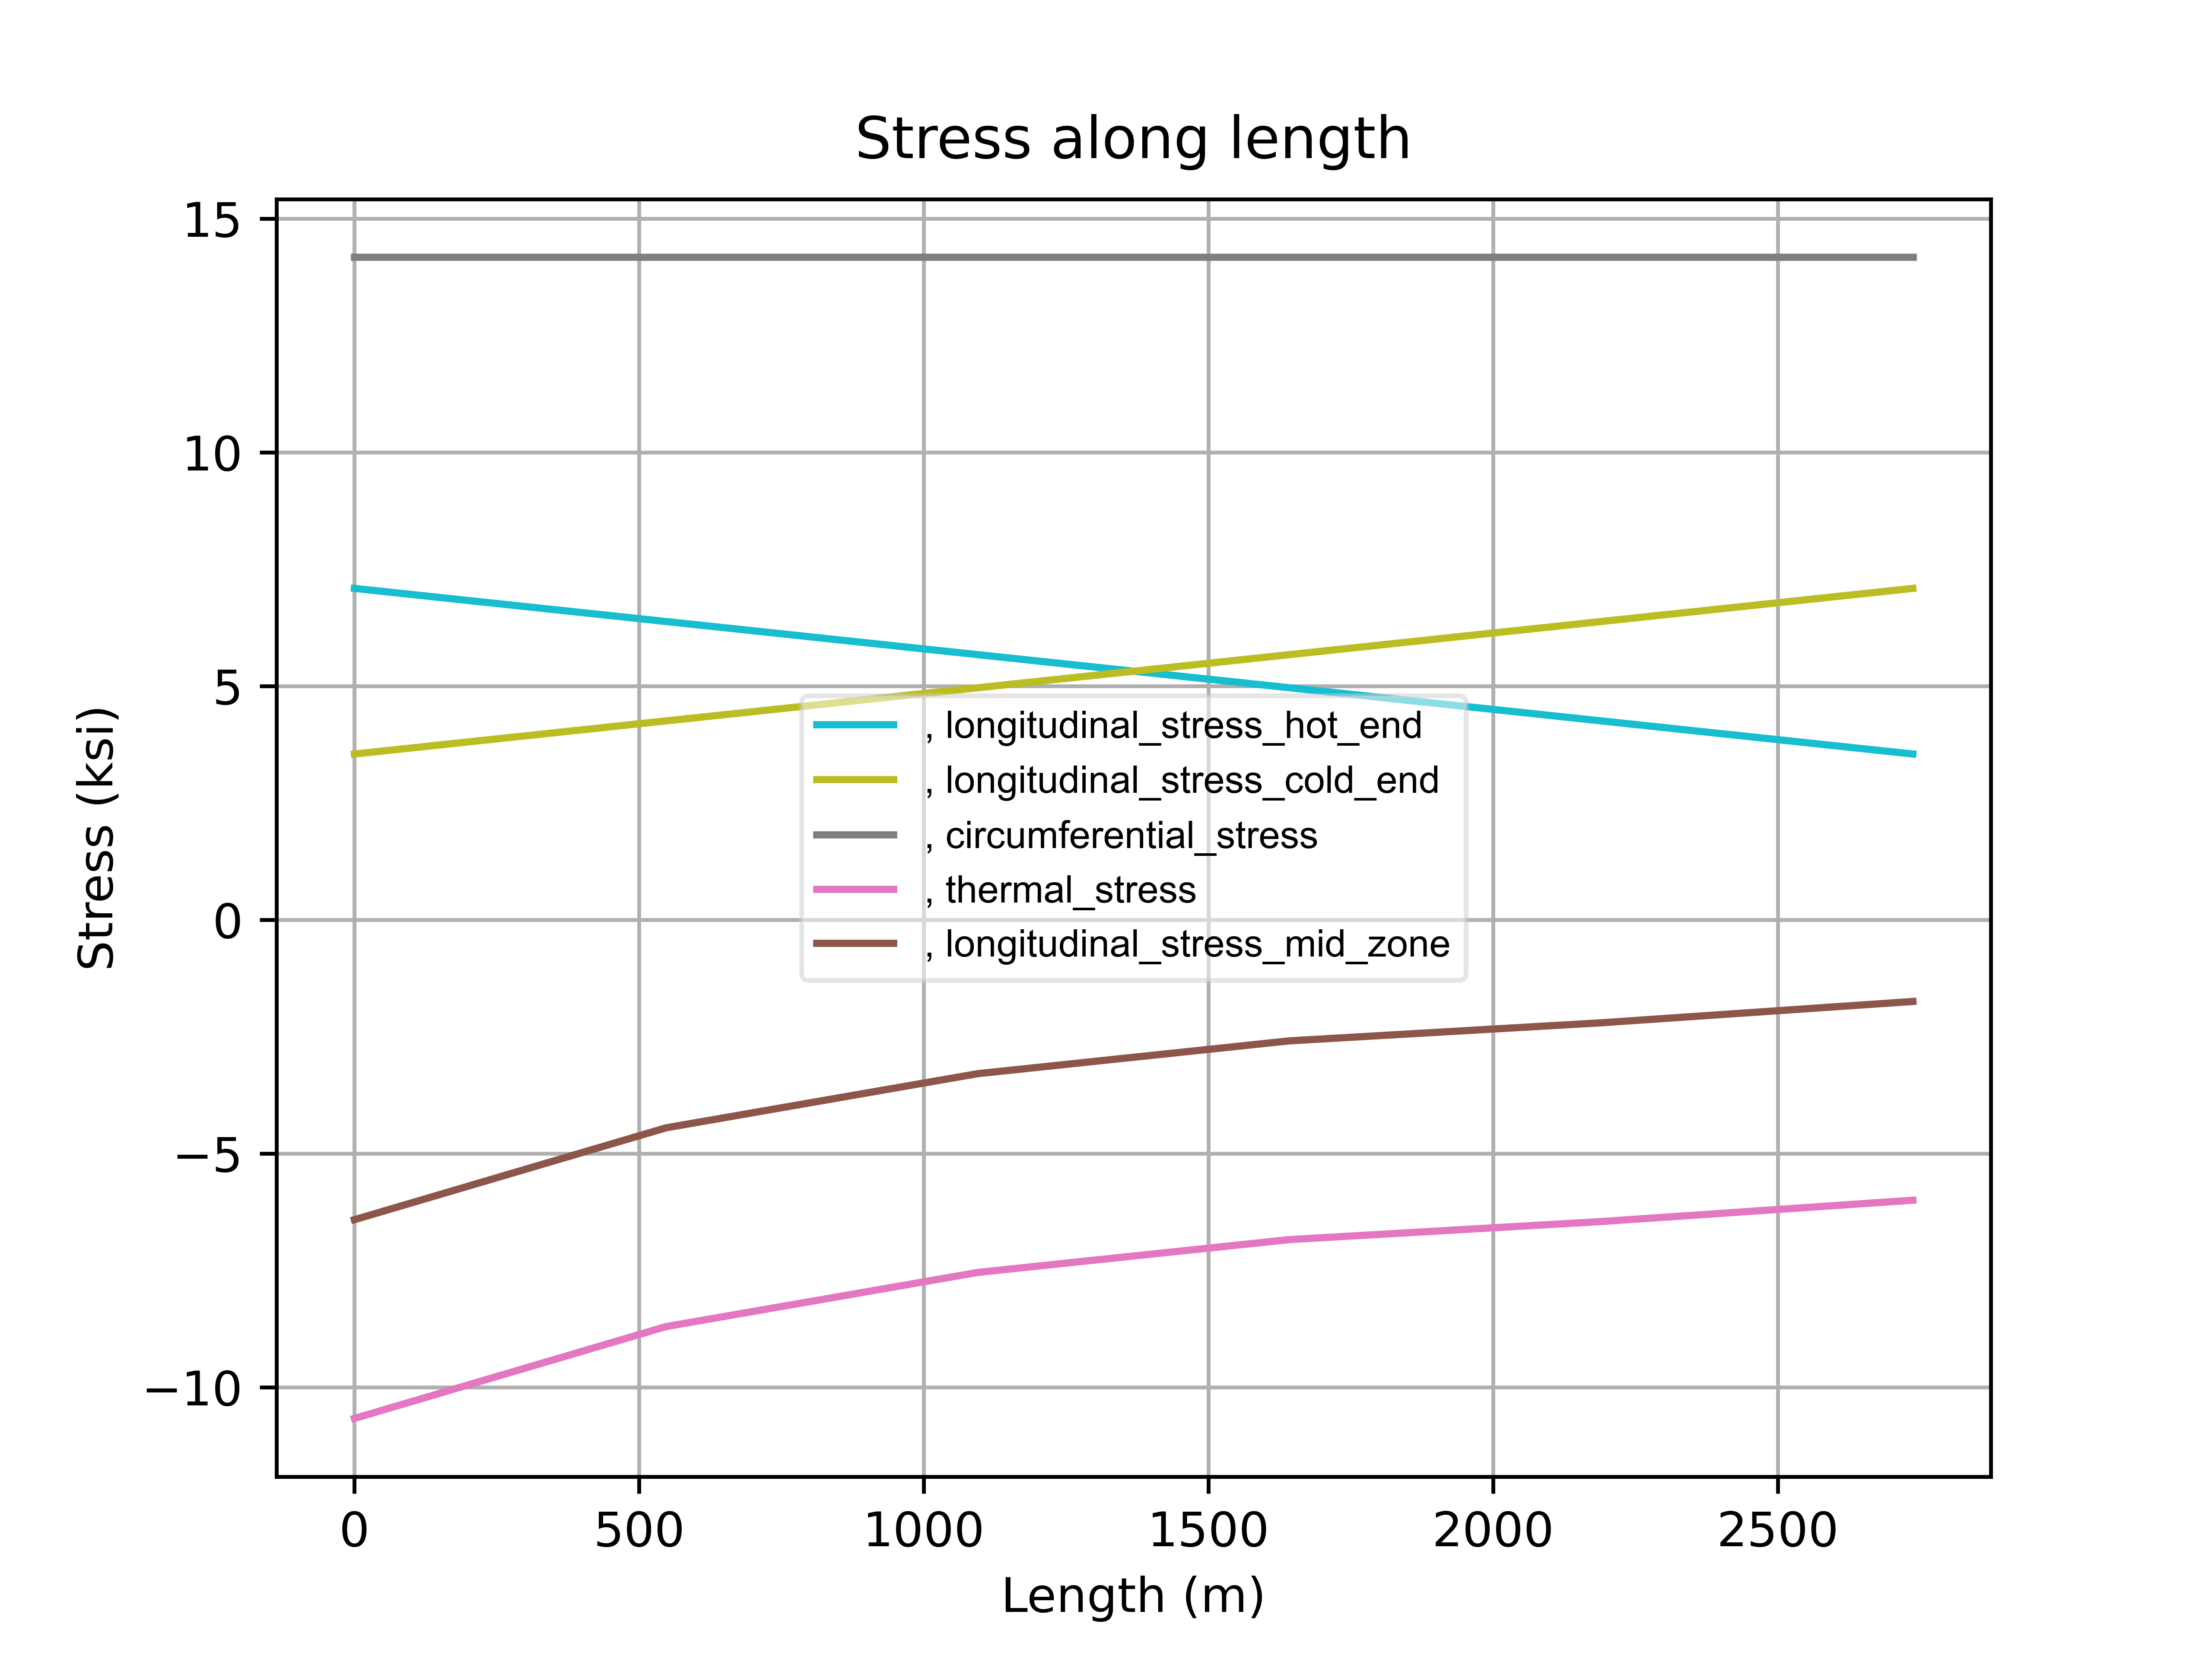 Stress along length
Stress (ksi)
15
10
5
0
−5
−10
, longitudinal_stress_hot_end
, longitudinal_stress_cold_end
, circumferential_stress
, thermal_stress
, longitudinal_stress_mid_zone
0 500 1000 1500 2000 2500
Length (m)